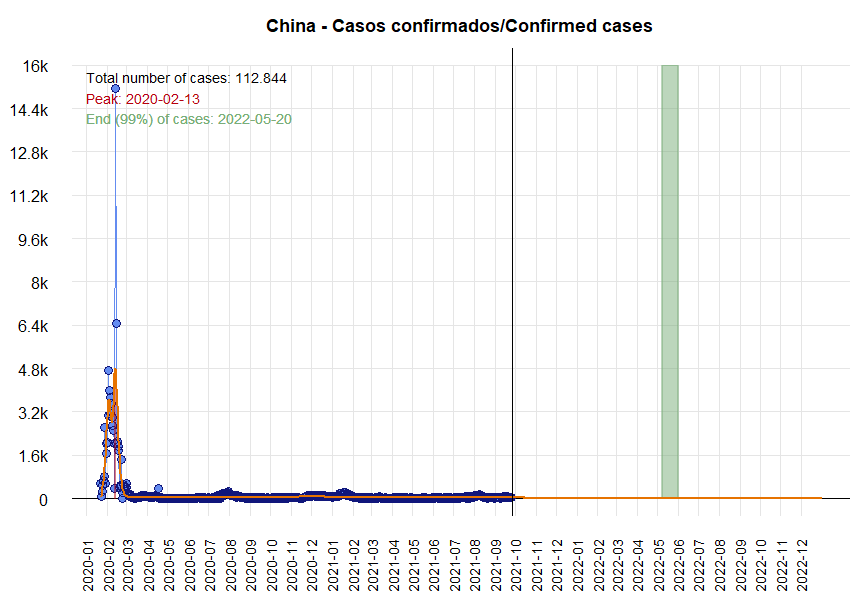 China - Casos confirmados/Confirmed cases
Total number of cases: 112.844
Peak: 2020-02-13
End (99%) of cases: 2022-05-20
16k
14.4k
12.8k
11.2k
9.6k
8k
6.4k
4.8k
3.2k
1.6k
0
2020-01
2020-02
2020-03
2020-04
2020-05
2020-06
2020-07
2020-08
2020-09
2020-10
2020-11
2020-12
2021-01
2021-02
2021-03
2021-04
2021-05
2021-06
2021-07
2021-08
2021-09
2021-10
2021-11
2021-12
2022-01
2022-02
2022-03
2022-04
2022-05
2022-06
2022-07
2022-08
2022-09
2022-10
2022-11
2022-12